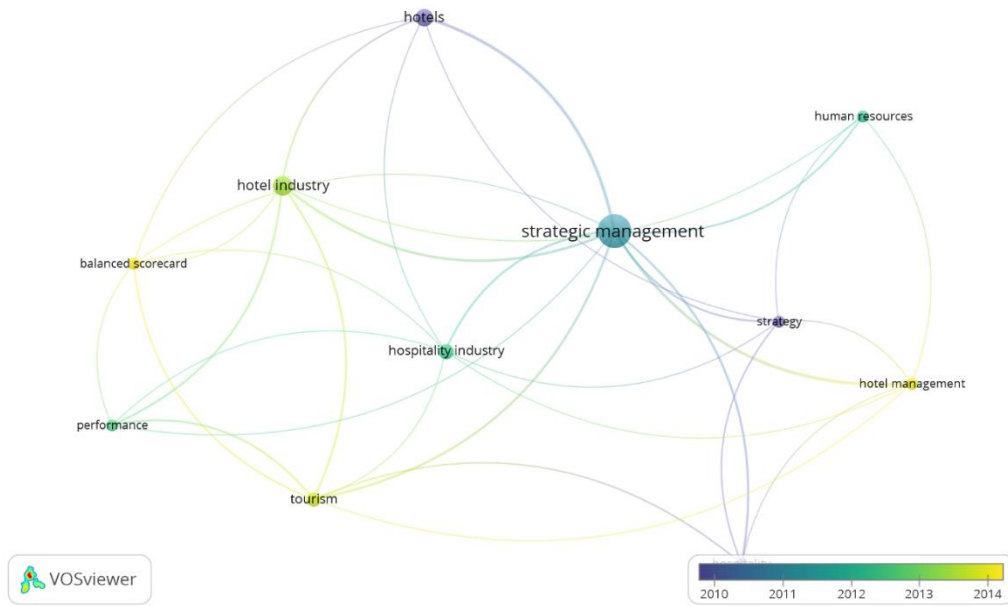 hotels
human resources
hotel industry
strategic management
balanced scorecard
strategy
hospitality industry
hotel management
performance
tourism
VOSviewer
2010 2011 2012 2013 2014